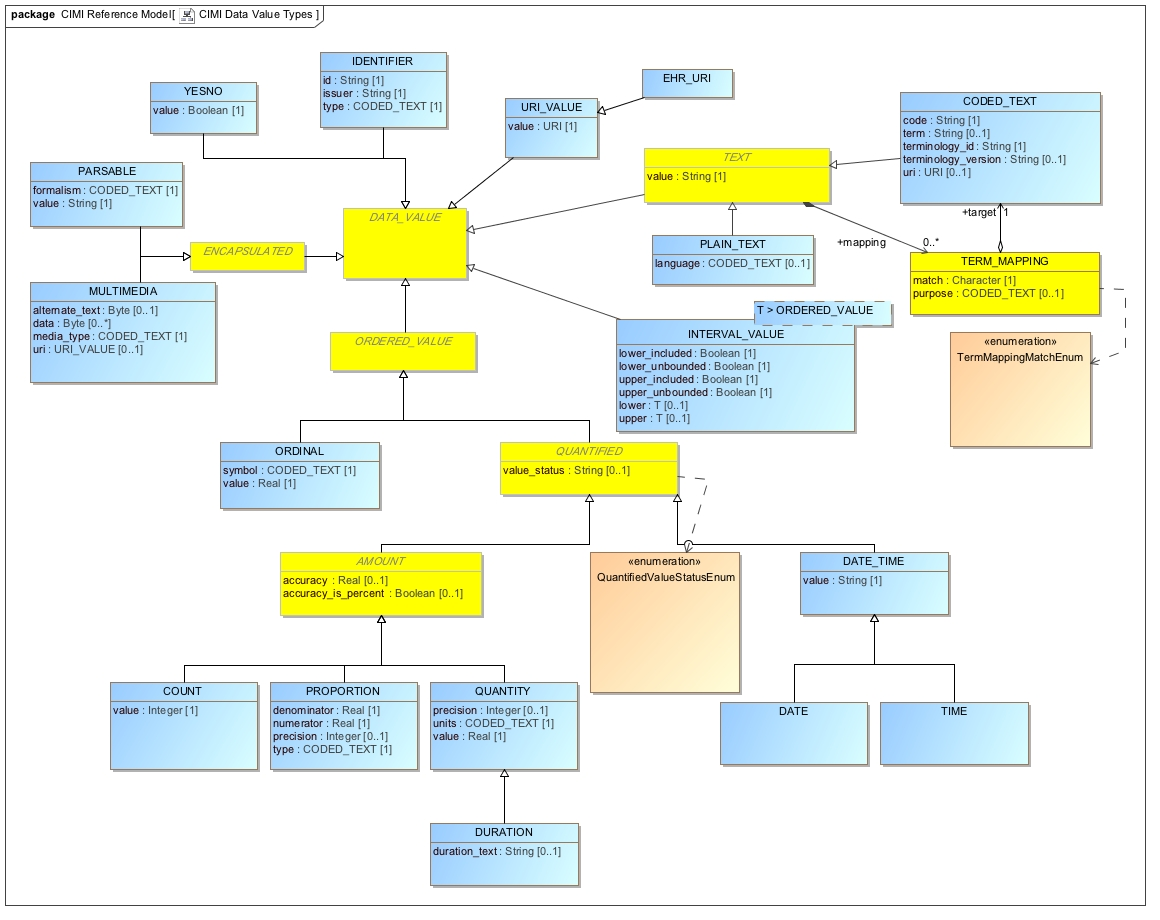 package CIMI Reference Model[ CIMI Data Value Types ]
IDENTIFIER
id : String [1]
issuer : String [1]
type : CODED_TEXT [1]
YESNO
value : Boolean [1]
EHR_URI
URI_VALUE
value : URI [1]
CODED_TEXT
code : String [1]
term : String [0..1]
terminology_id : String [1]
terminology_version : String [0..1]
uri : URI [0..1]
PARSABLE
formalism : CODED_TEXT [1]
value : String [1]
TEXT
value : String [1]
DATA_VALUE
+target 1
ENCAPSULATED
PLAIN_TEXT
language : CODED_TEXT [0..1]
+mapping
0..*
TERM_MAPPING
match : Character [1]
purpose : CODED_TEXT [0..1]
MULTIMEDIA
alternate_text : Byte [0..1]
data : Byte [0..*]
media_type : CODED_TEXT [1]
uri : URI_VALUE [0..1]
T > ORDERED_VALUE
INTERVAL_VALUE
lower_included : Boolean [1]
lower_unbounded : Boolean [1]
upper_included : Boolean [1]
upper_unbounded : Boolean [1]
lower : T [0..1]
upper : T [0..1]
ORDERED_VALUE
«enumeration»
TermMappingMatchEnum
ORDINAL
symbol : CODED_TEXT [1]
value : Real [1]
QUANTIFIED
value_status : String [0..1]
AMOUNT
accuracy : Real [0..1]
accuracy_is_percent : Boolean [0..1]
«enumeration»
QuantifiedValueStatusEnum
DATE_TIME
value : String [1]
COUNT
value : Integer [1]
PROPORTION
denominator : Real [1]
numerator : Real [1]
precision : Integer [0..1]
type : CODED_TEXT [1]
QUANTITY
precision : Integer [0..1]
units : CODED_TEXT [1]
value : Real [1]
DATE
TIME
DURATION
duration_text : String [0..1]